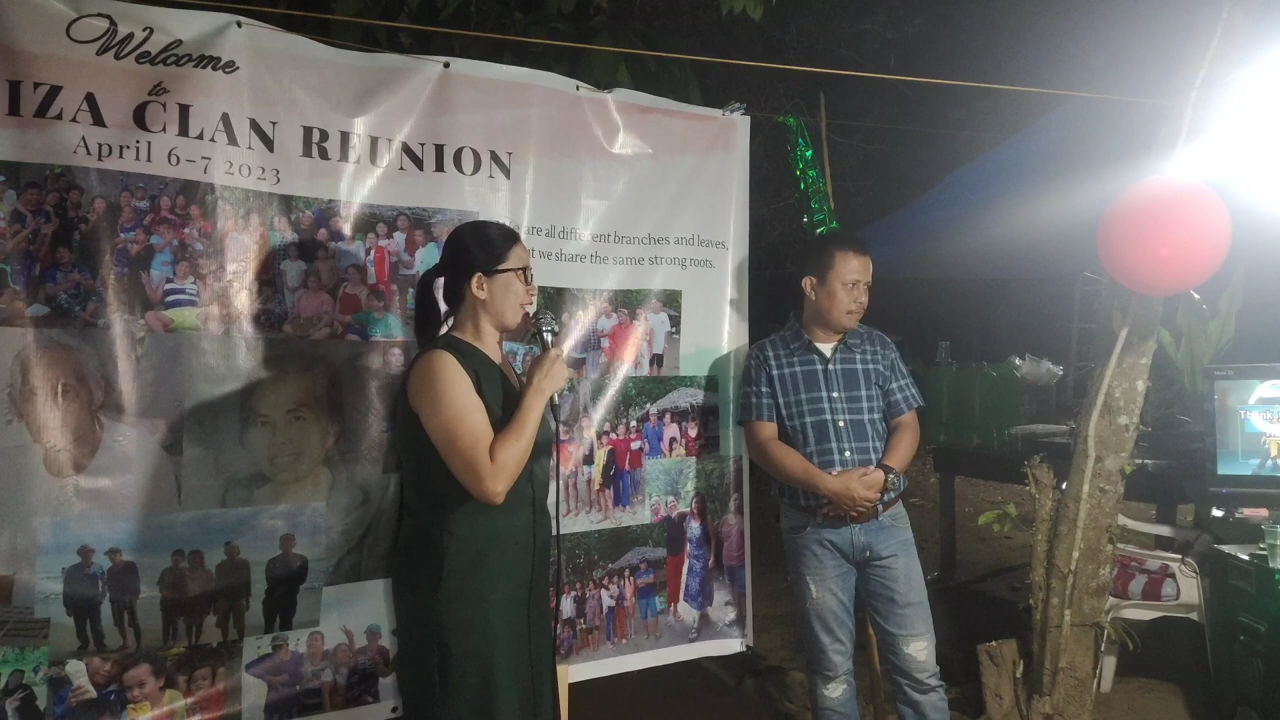 Welcome
to
IZA CLAN REUNION
April 6-7 2023
are all different branches and leaves,
we share the same strong roots.